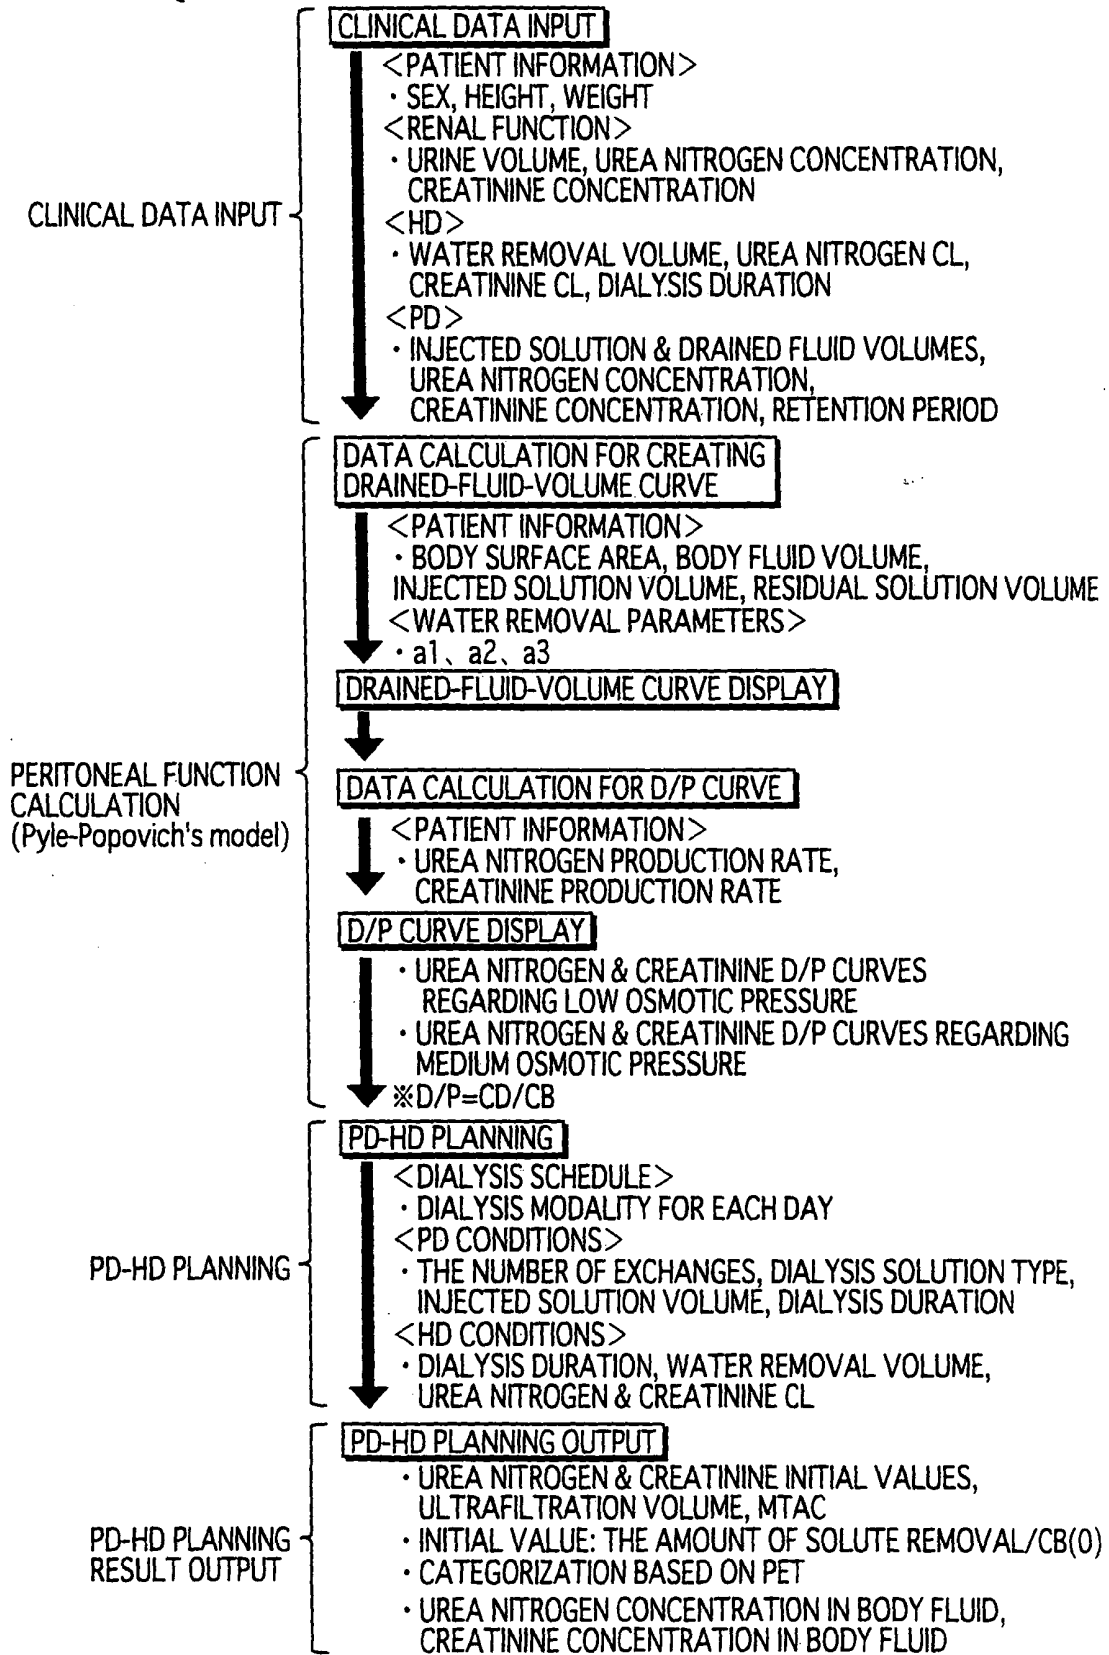 CLINICAL DATA INPUT
<PATIENT INFORMATION>
・SEX, HEIGHT, WEIGHT
<RENAL FUNCTION>
・URINE VOLUME, UREA NITROGEN CONCENTRATION,
CREATININE CONCENTRATION
CLINICAL DATA INPUT
<HD>
・WATER REMOVAL VOLUME, UREA NITROGEN CL,
CREATININE CL, DIALYSIS DURATION
<PD>
・INJECTED SOLUTION & DRAINED FLUID VOLUMES,
UREA NITROGEN CONCENTRATION,
CREATININE CONCENTRATION, RETENTION PERIOD
DATA CALCULATION FOR CREATING
DRAINED-FLUID-VOLUME CURVE
<PATIENT INFORMATION>
・BODY SURFACE AREA, BODY FLUID VOLUME,
INJECTED SOLUTION VOLUME, RESIDUAL SOLUTION VOLUME
<WATER REMOVAL PARAMETERS>
・a1、a2、a3
DRAINED-FLUID-VOLUME CURVE DISPLAY
PERITONEAL FUNCTION
CALCULATION
(Pyle-Popovich's model)
DATA CALCULATION FOR D/P CURVE
<PATIENT INFORMATION>
・UREA NITROGEN PRODUCTION RATE,
CREATININE PRODUCTION RATE
D/P CURVE DISPLAY
・UREA NITROGEN & CREATININE D/P CURVES
REGARDING LOW OSMOTIC PRESSURE
・UREA NITROGEN & CREATININE D/P CURVES REGARDING
MEDIUM OSMOTIC PRESSURE
※D/P=CD/CB
PD-HD PLANNING
<DIALYSIS SCHEDULE>
・DIALYSIS MODALITY FOR EACH DAY
<PD CONDITIONS>
PD-HD PLANNING
・THE NUMBER OF EXCHANGES, DIALYSIS SOLUTION TYPE,
INJECTED SOLUTION VOLUME, DIALYSIS DURATION
<HD CONDITIONS>
・DIALYSIS DURATION, WATER REMOVAL VOLUME,
UREA NITROGEN & CREATININE CL
PD-HD PLANNING OUTPUT
・UREA NITROGEN & CREATININE INITIAL VALUES,
ULTRAFILTRATION VOLUME, MTAC
PD-HD PLANNING
RESULT OUTPUT
・INITIAL VALUE: THE AMOUNT OF SOLUTE REMOVAL/CB(0)
・CATEGORIZATION BASED ON PET
・UREA NITROGEN CONCENTRATION IN BODY FLUID,
CREATININE CONCENTRATION IN BODY FLUID